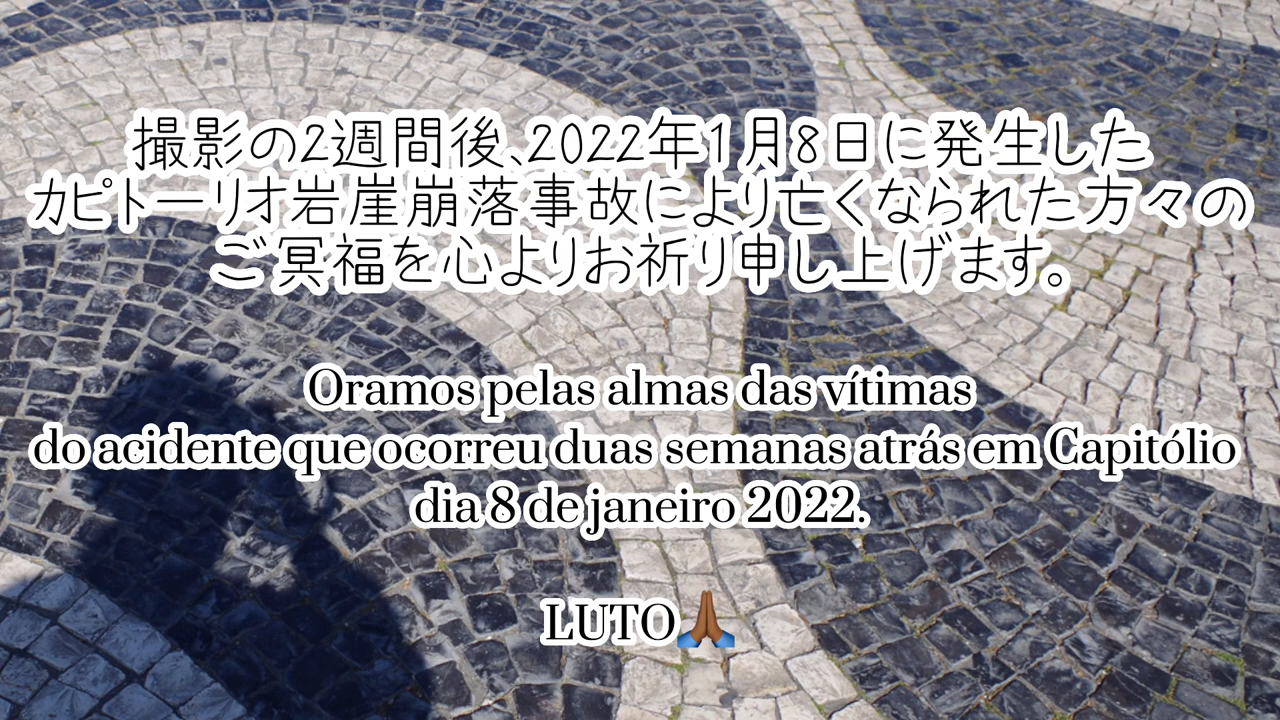 撮影の2週間後、2022年1月8日に発生した
カピトーリオ岩崖崩落事故により亡くなられた方々の
ご冥福を心よりお祈り申し上げます。
Oramos pelas almas das vítimas
do acidente que ocorreu duas semanas atrás em Capitólio
dia 8 de janeiro 2022.
LUTO🙏🏾